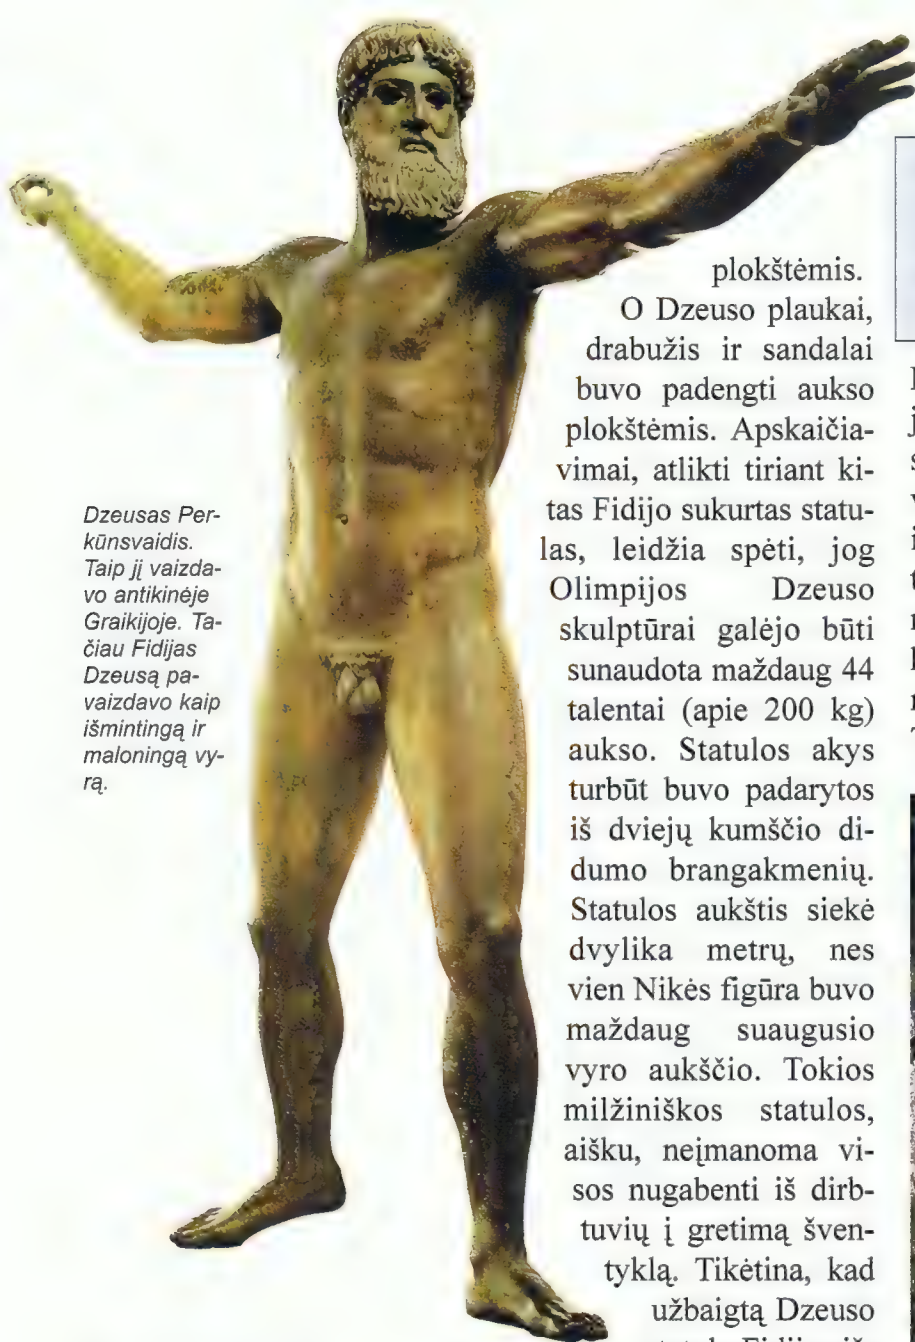 Dzeusas Per-
kūnsvaidis.
Taip jį vaizda-
vo antikinėje
Graikijoje. Ta-
čiau Fidijas
Dzeusą pa-
vaizdavo kaip
išmintingą ir
maloningą vy-
rą.
plokštėmis.
O Dzeuso plaukai,
drabužis ir sandalai
buvo padengti aukso
plokštėmis. Apskaičia-
vimai, atlikti tiriant ki-
tas Fidijo sukurtas statu-
las, leidžia spėti, jog
Olimpijos Dzeuso
skulptūrai galėjo būti
sunaudota maždaug 44
talentai (apie 200 kg)
aukso. Statulos akys
turbūt buvo padarytos
iš dviejų kumščio di-
dumo brangakmenių.
Statulos aukštis siekė
dvylika metrų, nes
vien Nikės figūra buvo
maždaug suaugusio
vyro aukščio. Tokios
milžiniškos statulos,
aišku, neįmanoma vi-
sos nugabenti iš dirb-
tuvių į gretimą šven-
tyklą. Tikėtina, kad
užbaigtą Dzeuso